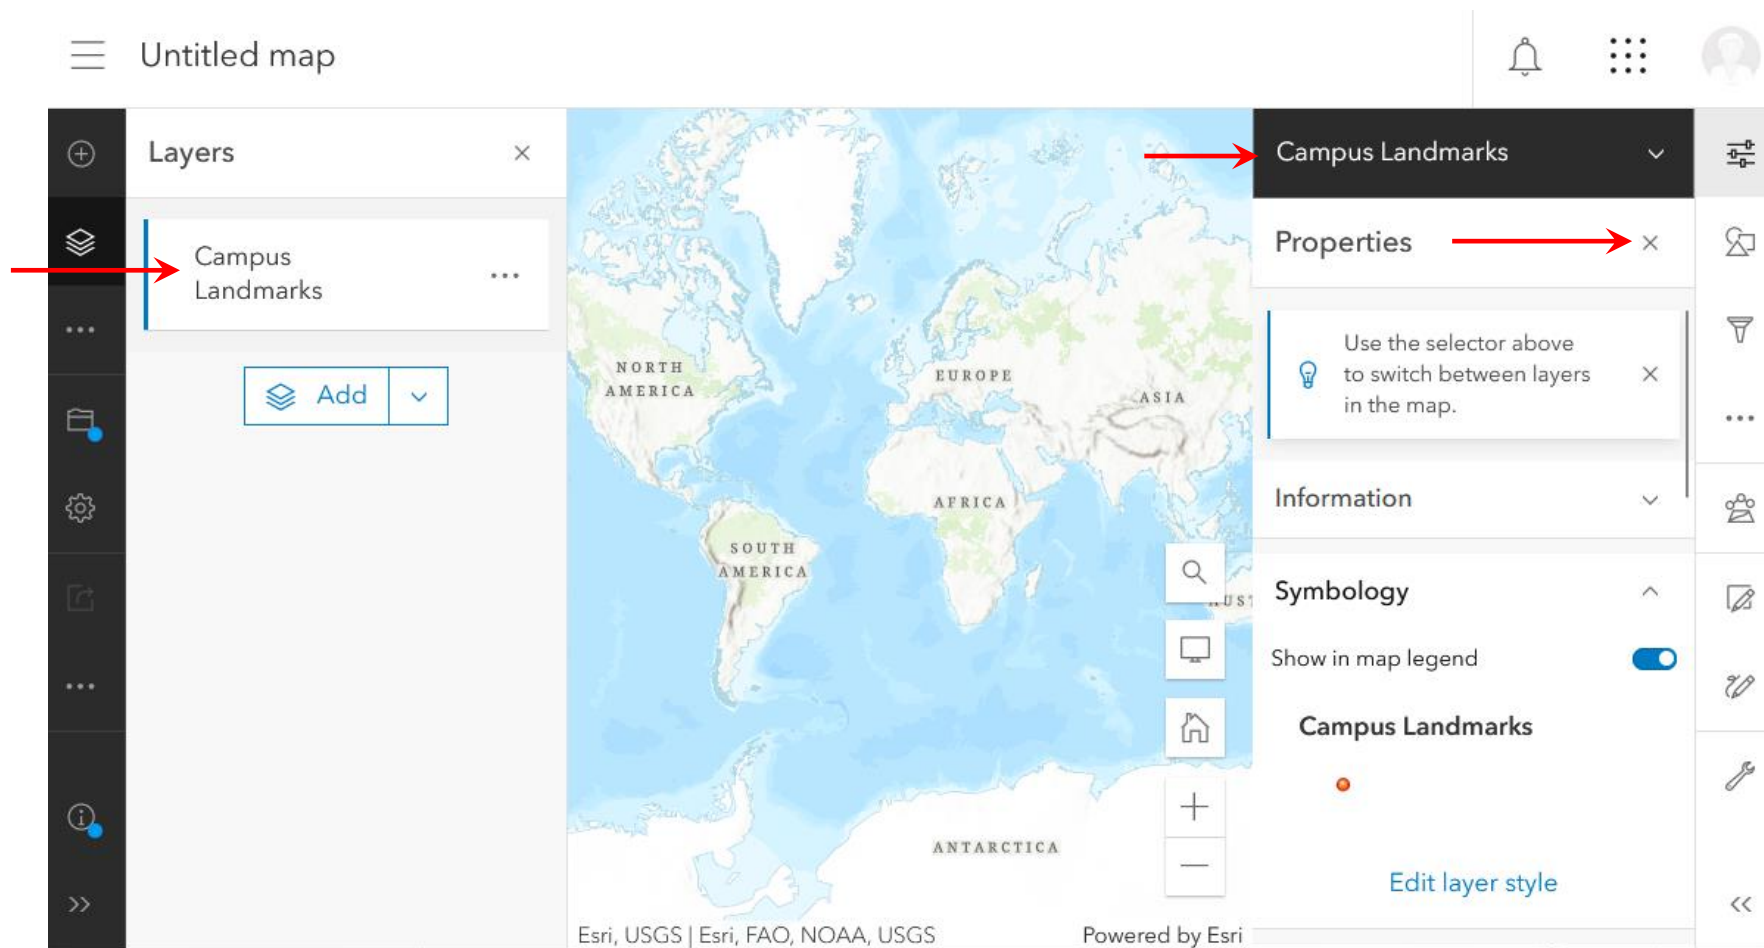 Untitled map
Layers
Campus
Landmarks
Add
NORTH
AMERICA
EUROPE
ASIA
AFRICA
SOUTH
AMERICA
AUST
ANTARCTICA
Esri, USGS | Esri, FAO, NOAA, USGS
Powered by Esri
Campus Landmarks
Properties
Use the selector above
to switch between layers
in the map.
Information
Symbology
Show in map legend
Campus Landmarks
Edit layer style